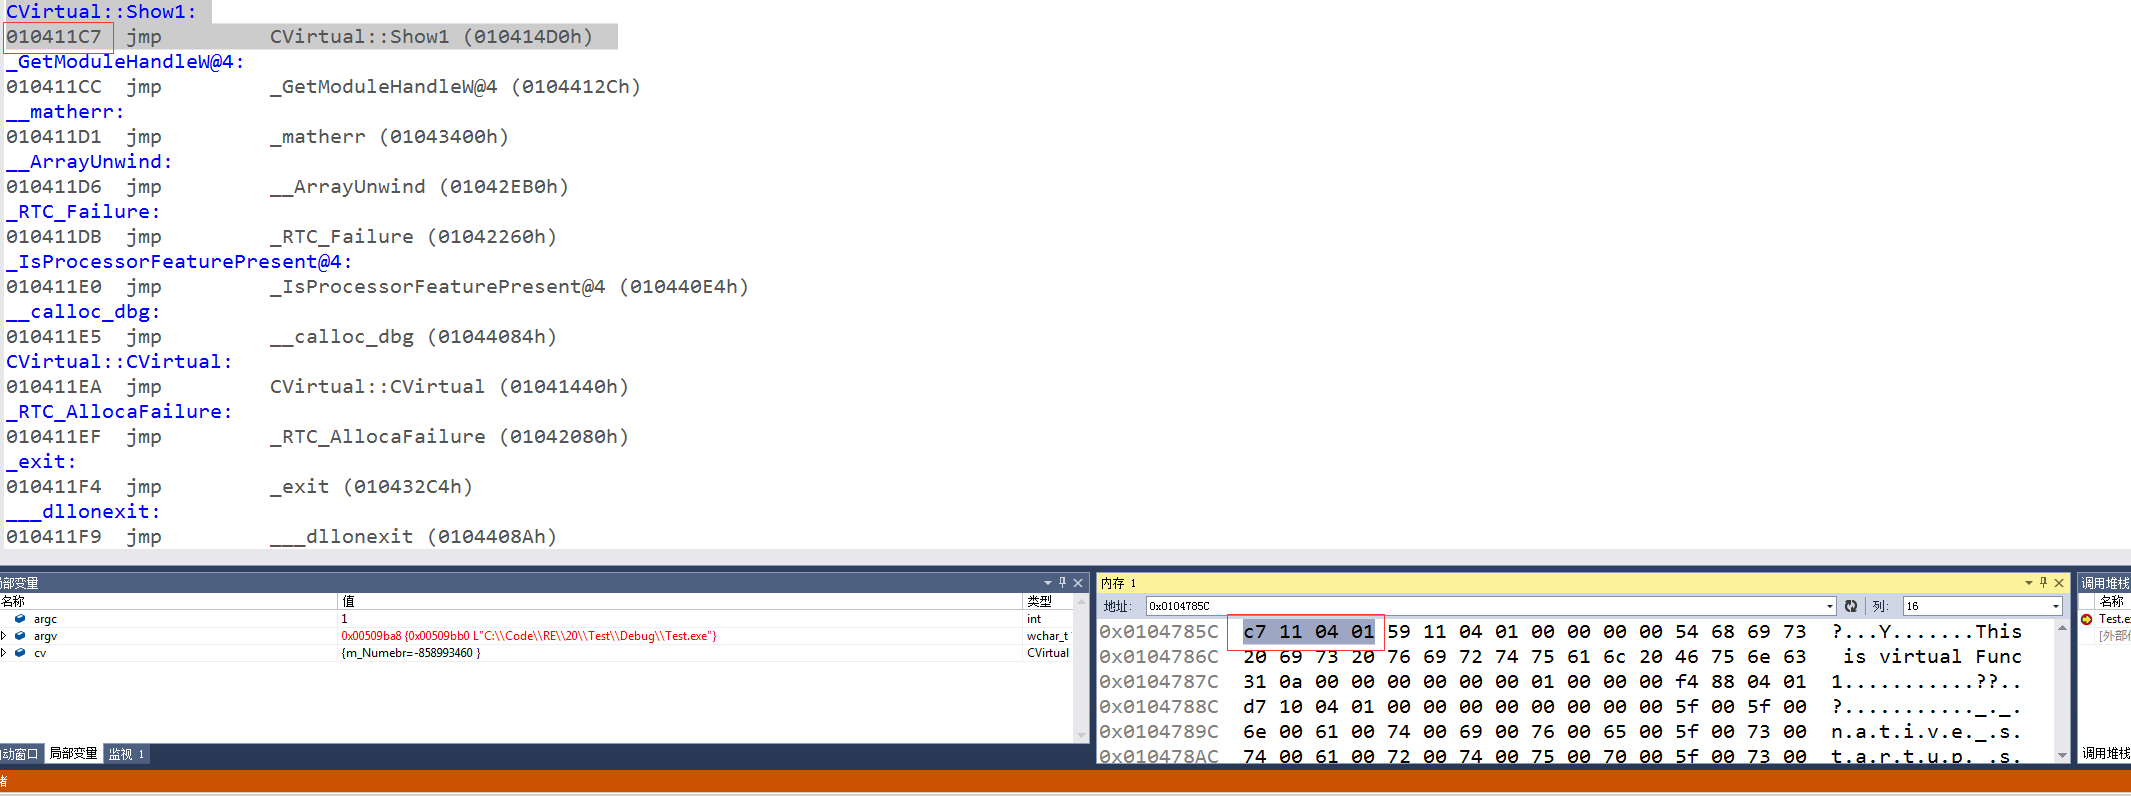 CVirtual::Show1:
010411C7 jmp CVirtual::Show1 (010414D0h)
_GetModuleHandleW@4:
010411CC jmp _GetModuleHandleW@4 (0104412Ch)
__matherr:
010411D1 jmp _matherr (01043400h)
__ArrayUnwind:
010411D6 jmp __ArrayUnwind (01042EB0h)
_RTC_Failure:
010411DB jmp _RTC_Failure (01042260h)
_IsProcessorFeaturePresent@4:
010411E0 jmp _IsProcessorFeaturePresent@4 (010440E4h)
__calloc_dbg:
010411E5 jmp __calloc_dbg (01044084h)
CVirtual::CVirtual:
010411EA jmp CVirtual::CVirtual (01041440h)
_RTC_AllocaFailure:
010411EF jmp _RTC_AllocaFailure (01042080h)
_exit:
010411F4 jmp _exit (010432C4h)
___dllonexit:
010411F9 jmp ___dllonexit (0104408Ah)
局部变量
名称 值 类型
argc 1 int
argv 0x00509ba8 {0x00509bb0 L"C:\\Code\\RE\\20\\Test\\Debug\\Test.exe"} wchar_t
cv {m_Numebr=-858993460 } CVirtual
自动窗口 局部变量 监视 1
内存 1
地址: 0x0104785C 列: 16
0x0104785C c7 11 04 01 59 11 04 01 00 00 00 00 54 68 69 73 ?...Y.......This
0x0104786C 20 69 73 20 76 69 72 74 75 61 6c 20 46 75 6e 63 is virtual Func
0x0104787C 31 0a 00 00 00 00 00 00 01 00 00 00 f4 88 04 01 1...........??..
0x0104788C d7 10 04 01 00 00 00 00 00 00 00 00 5f 00 5f 00 ?..........._._.
0x0104789C 6e 00 61 00 74 00 69 00 76 00 65 00 5f 00 73 00 n.a.t.i.v.e._.s.
0x010478AC 74 00 61 00 72 00 74 00 75 00 70 00 5f 00 73 00 t.a.r.t.u.p._.s.
调用堆栈
名称
Test.ex
[外部代
调用堆栈
绪